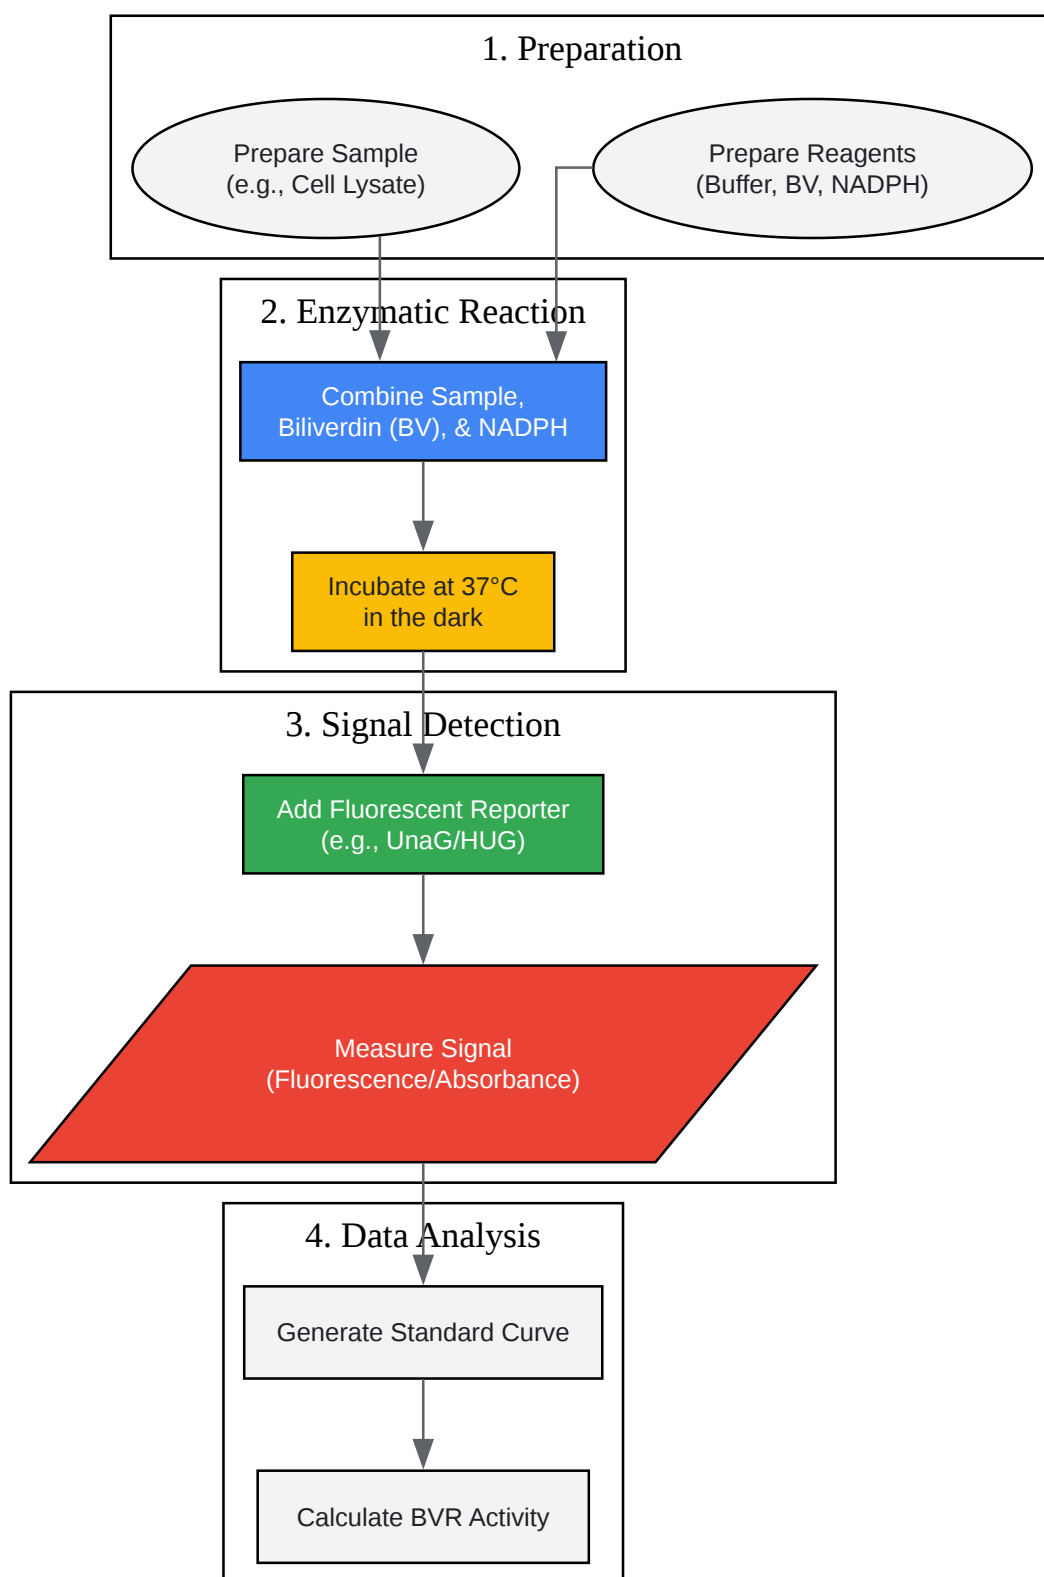 1. Preparation
Prepare Sample
(e.g., Cell Lysate)
Prepare Reagents
(Buffer, BV, NADPH)
2. Enzymatic Reaction
Combine Sample,
Biliverdin (BV), & NADPH
Incubate at 37°C
in the dark
3. Signal Detection
Add Fluorescent Reporter
(e.g., UnaG/HUG)
Measure Signal
(Fluorescence/Absorbance)
4. Data Analysis
Generate Standard Curve
Calculate BVR Activity